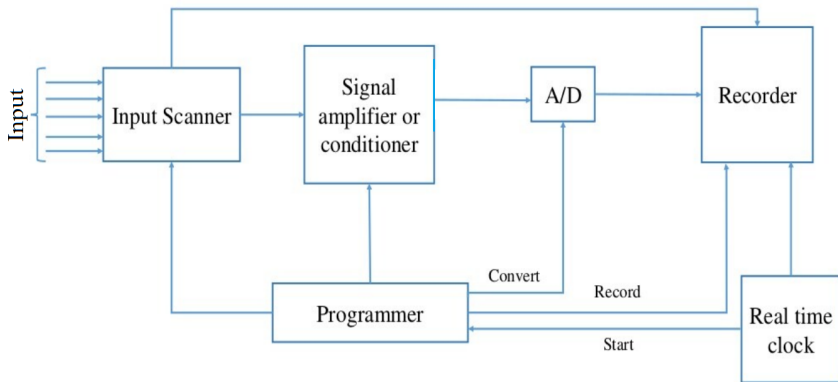 Input
Input Scanner
Signal
amplifier or
conditioner
A/D
Recorder
Convert
Record
Programmer
Start
Real time
clock